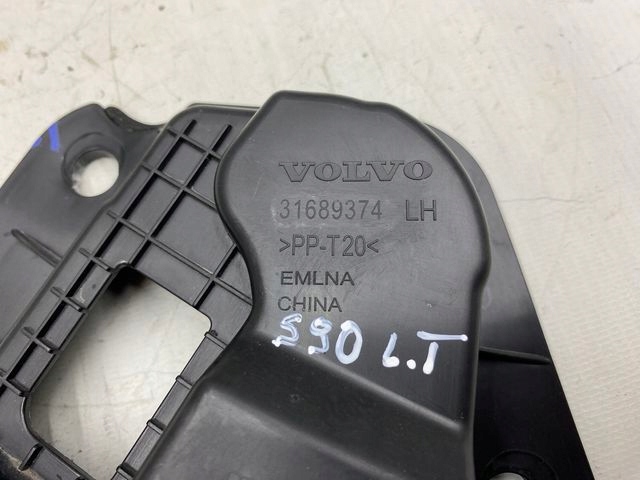 VOLVO
31689374 LH
>PP-T20<
EMLNA
CHINA
S90 L.T